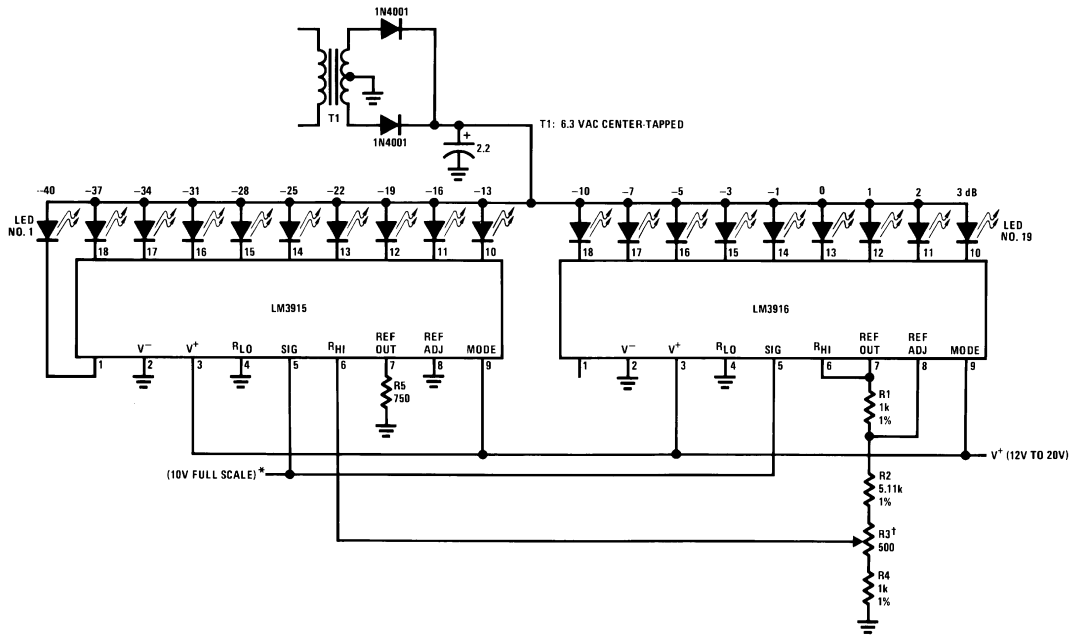 1N4001
T1
1N4001
T1: 6.3 VAC CENTER-TAPPED
+
2.2
–40 –37 –34 –31 –28 –25 –22 –19 –16 –13 –10 –7 –5 –3 –1 0 1 2 3 dB
LED
NO. 1
LED
NO. 19
18 17 16 15 14 13 12 11 10 18 17 16 15 14 13 12 11 10
LM3915
LM3916
V– V+ RLO SIG RHI REF OUT REF ADJ MODE
V– V+ RLO SIG RHI REF OUT REF ADJ MODE
1 2 3 4 5 6 7 8 9 1 2 3 4 5 6 7 8 9
R5
750
R1
1k
1%
(10V FULL SCALE)*
V+ (12V TO 20V)
R2
5.11k
1%
R3†
500
R4
1k
1%